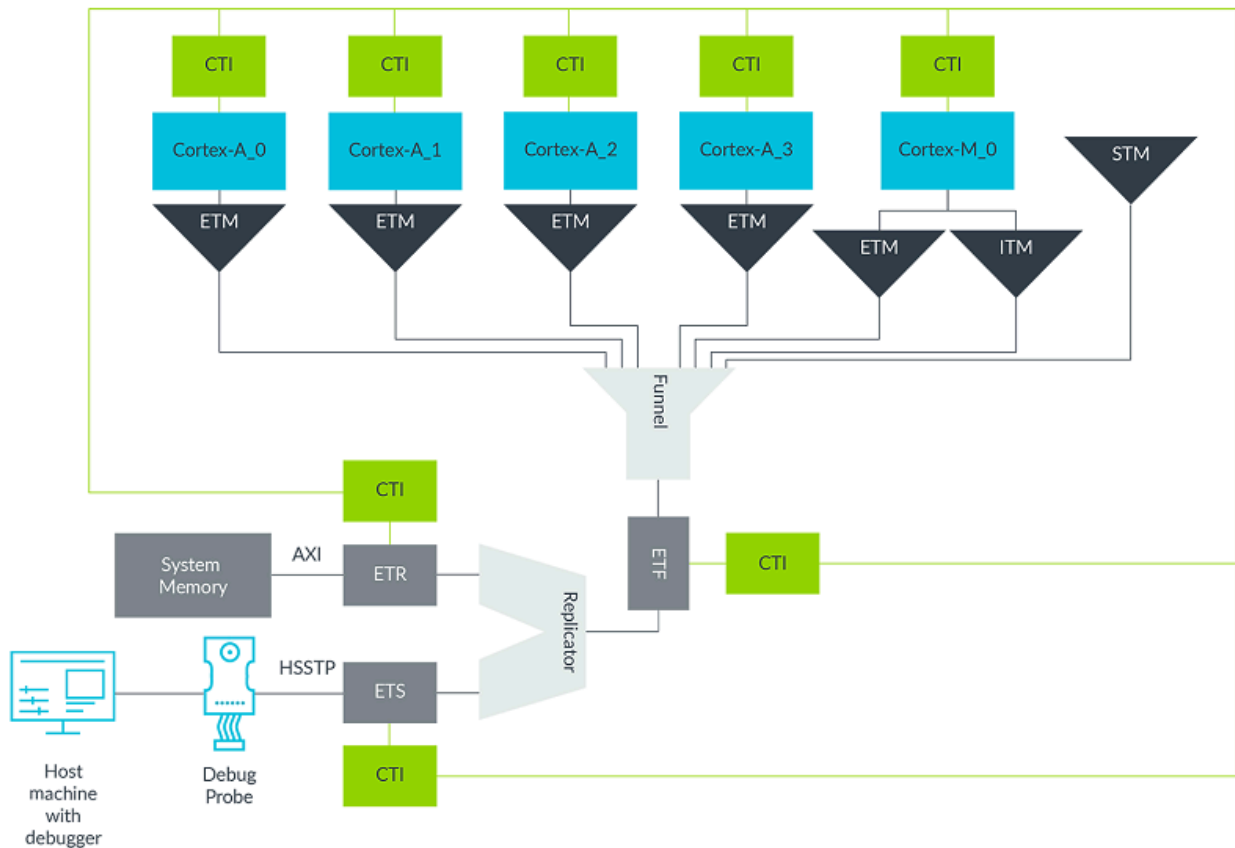 CTI
CTI
CTI
CTI
CTI
Cortex-A_0
Cortex-A_1
Cortex-A_2
Cortex-A_3
Cortex-M_0
STM
ETM
ETM
ETM
ETM
ETM
ITM
Funnel
CTI
System
Memory
AXI
ETR
Replicator
ETF
CTI
HSSTP
ETS
CTI
Host
machine
with
debugger
Debug
Probe